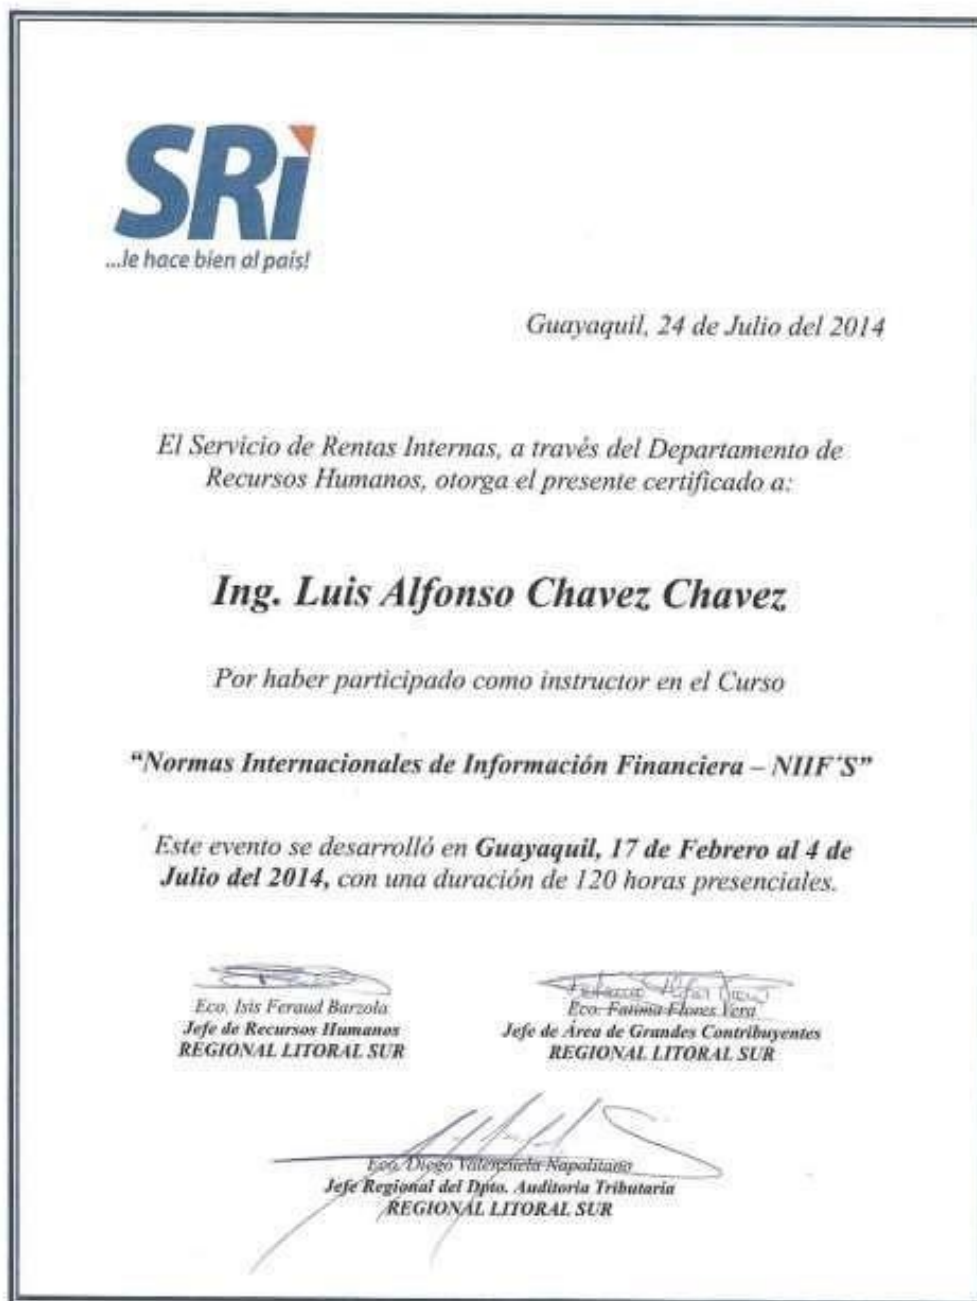 SRi
...le hace bien al país!
Guayaquil, 24 de Julio del 2014
El Servicio de Rentas Internas, a través del Departamento de
Recursos Humanos, otorga el presente certificado a:
Ing. Luis Alfonso Chavez Chavez
Por haber participado como instructor en el Curso
“Normas Internacionales de Información Financiera – NIIF´S”
Este evento se desarrolló en Guayaquil, 17 de Febrero al 4 de
Julio del 2014, con una duración de 120 horas presenciales.
Eco. Isis Feraud Barzola
Jefe de Recursos Humanos
REGIONAL LITORAL SUR
Eco. Fatima Flores Vera
Jefe de Área de Grandes Contribuyentes
REGIONAL LITORAL SUR
Eco. Diego Valenzuela Napolitano
Jefe Regional del Dpto. Auditoria Tributaria
REGIONAL LITORAL SUR